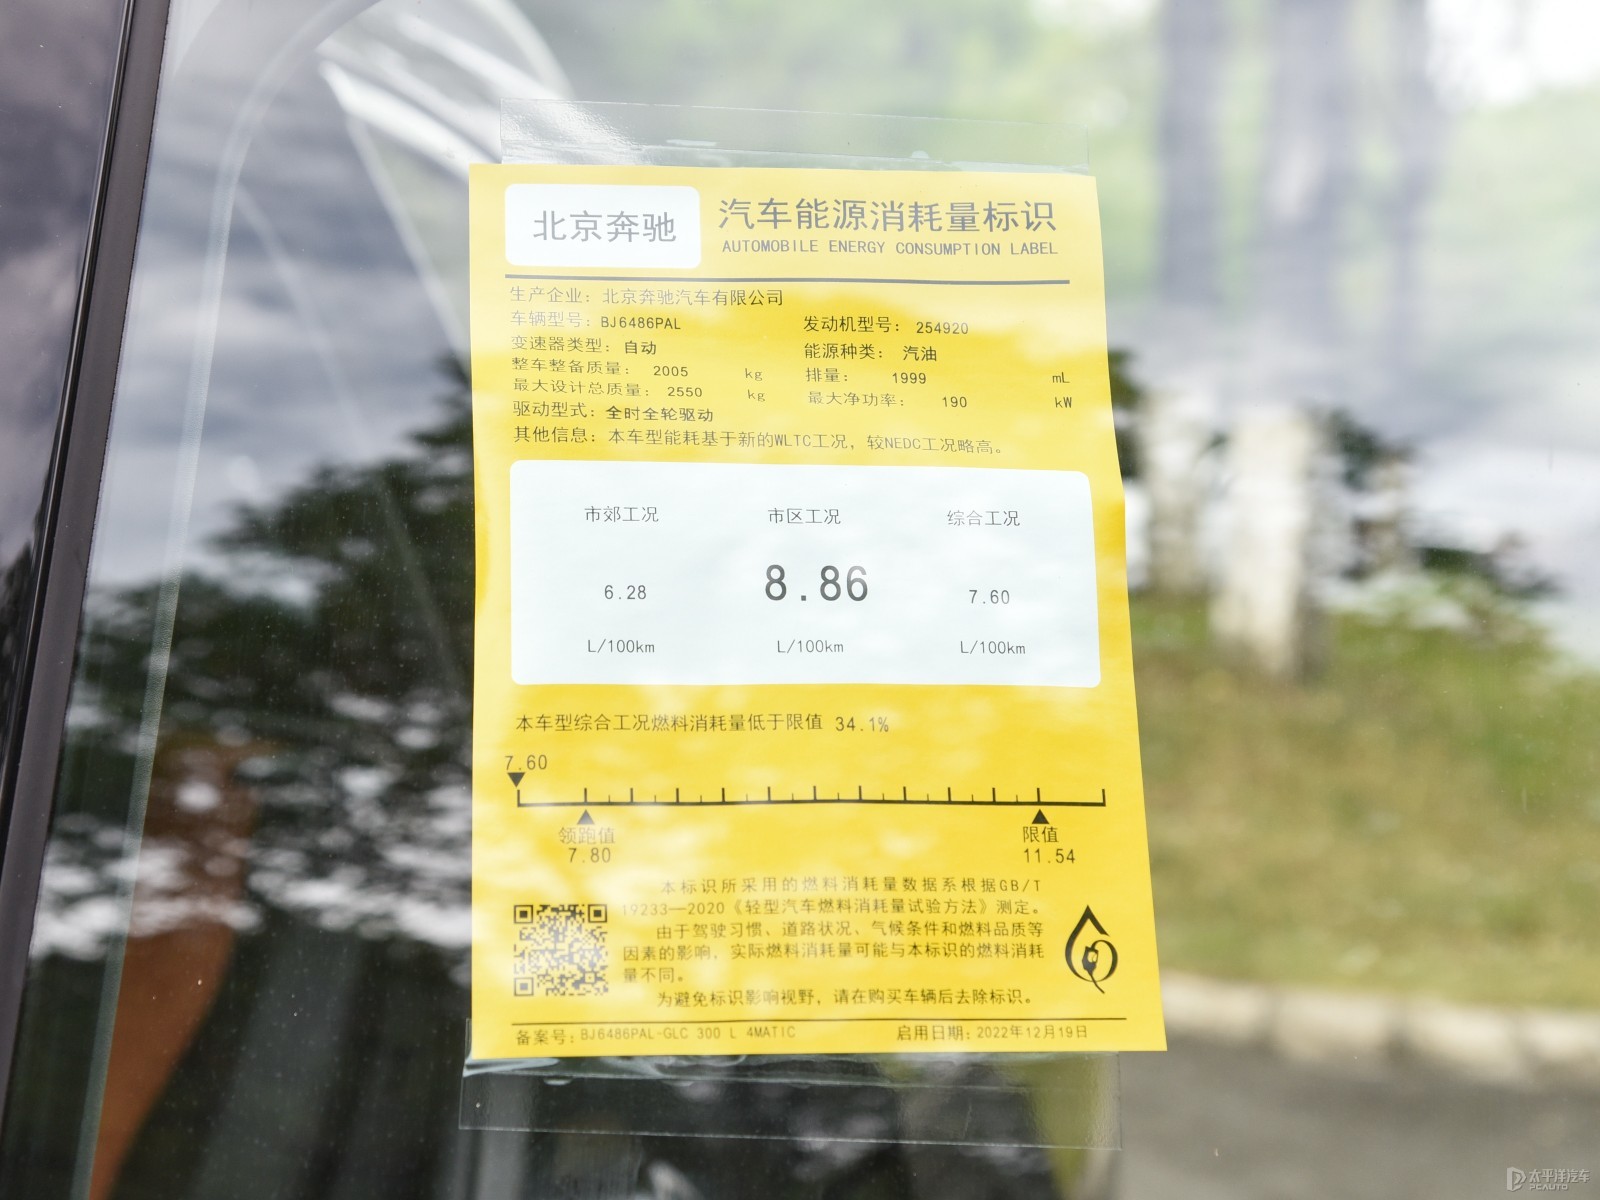 北京奔驰
汽车能源消耗量标识
AUTOMOBILE ENERGY CONSUMPTION LABEL
生产企业：北京奔驰汽车有限公司
车辆型号：BJ6486PAL 发动机型号：254920
变速器类型：自动 能源种类：汽油
整车整备质量：2005 kg 排量：1999 mL
最大设计总质量：2550 kg 最大净功率：190 kW
驱动型式：全时全轮驱动
其他信息：本车型能耗基于新的WLTC工况，较NEDC工况略高。
市郊工况 市区工况 综合工况
6.28 8.86 7.60
L/100km L/100km L/100km
本车型综合工况燃料消耗量低于限值 34.1%
7.60
领跑值 限值
7.80 11.54
本标识所采用的燃料消耗量数据系根据GB/T
19233—2020《轻型汽车燃料消耗量试验方法》测定。
由于驾驶习惯、道路状况、气候条件和燃料品质等
因素的影响，实际燃料消耗量可能与本标识的燃料消耗
量不同。
为避免标识影响视野，请在购买车辆后去除标识。
备案号：BJ6486PAL-GLC 300 L 4MATIC 启用日期：2022年12月19日
太平洋汽车
PCAUTO